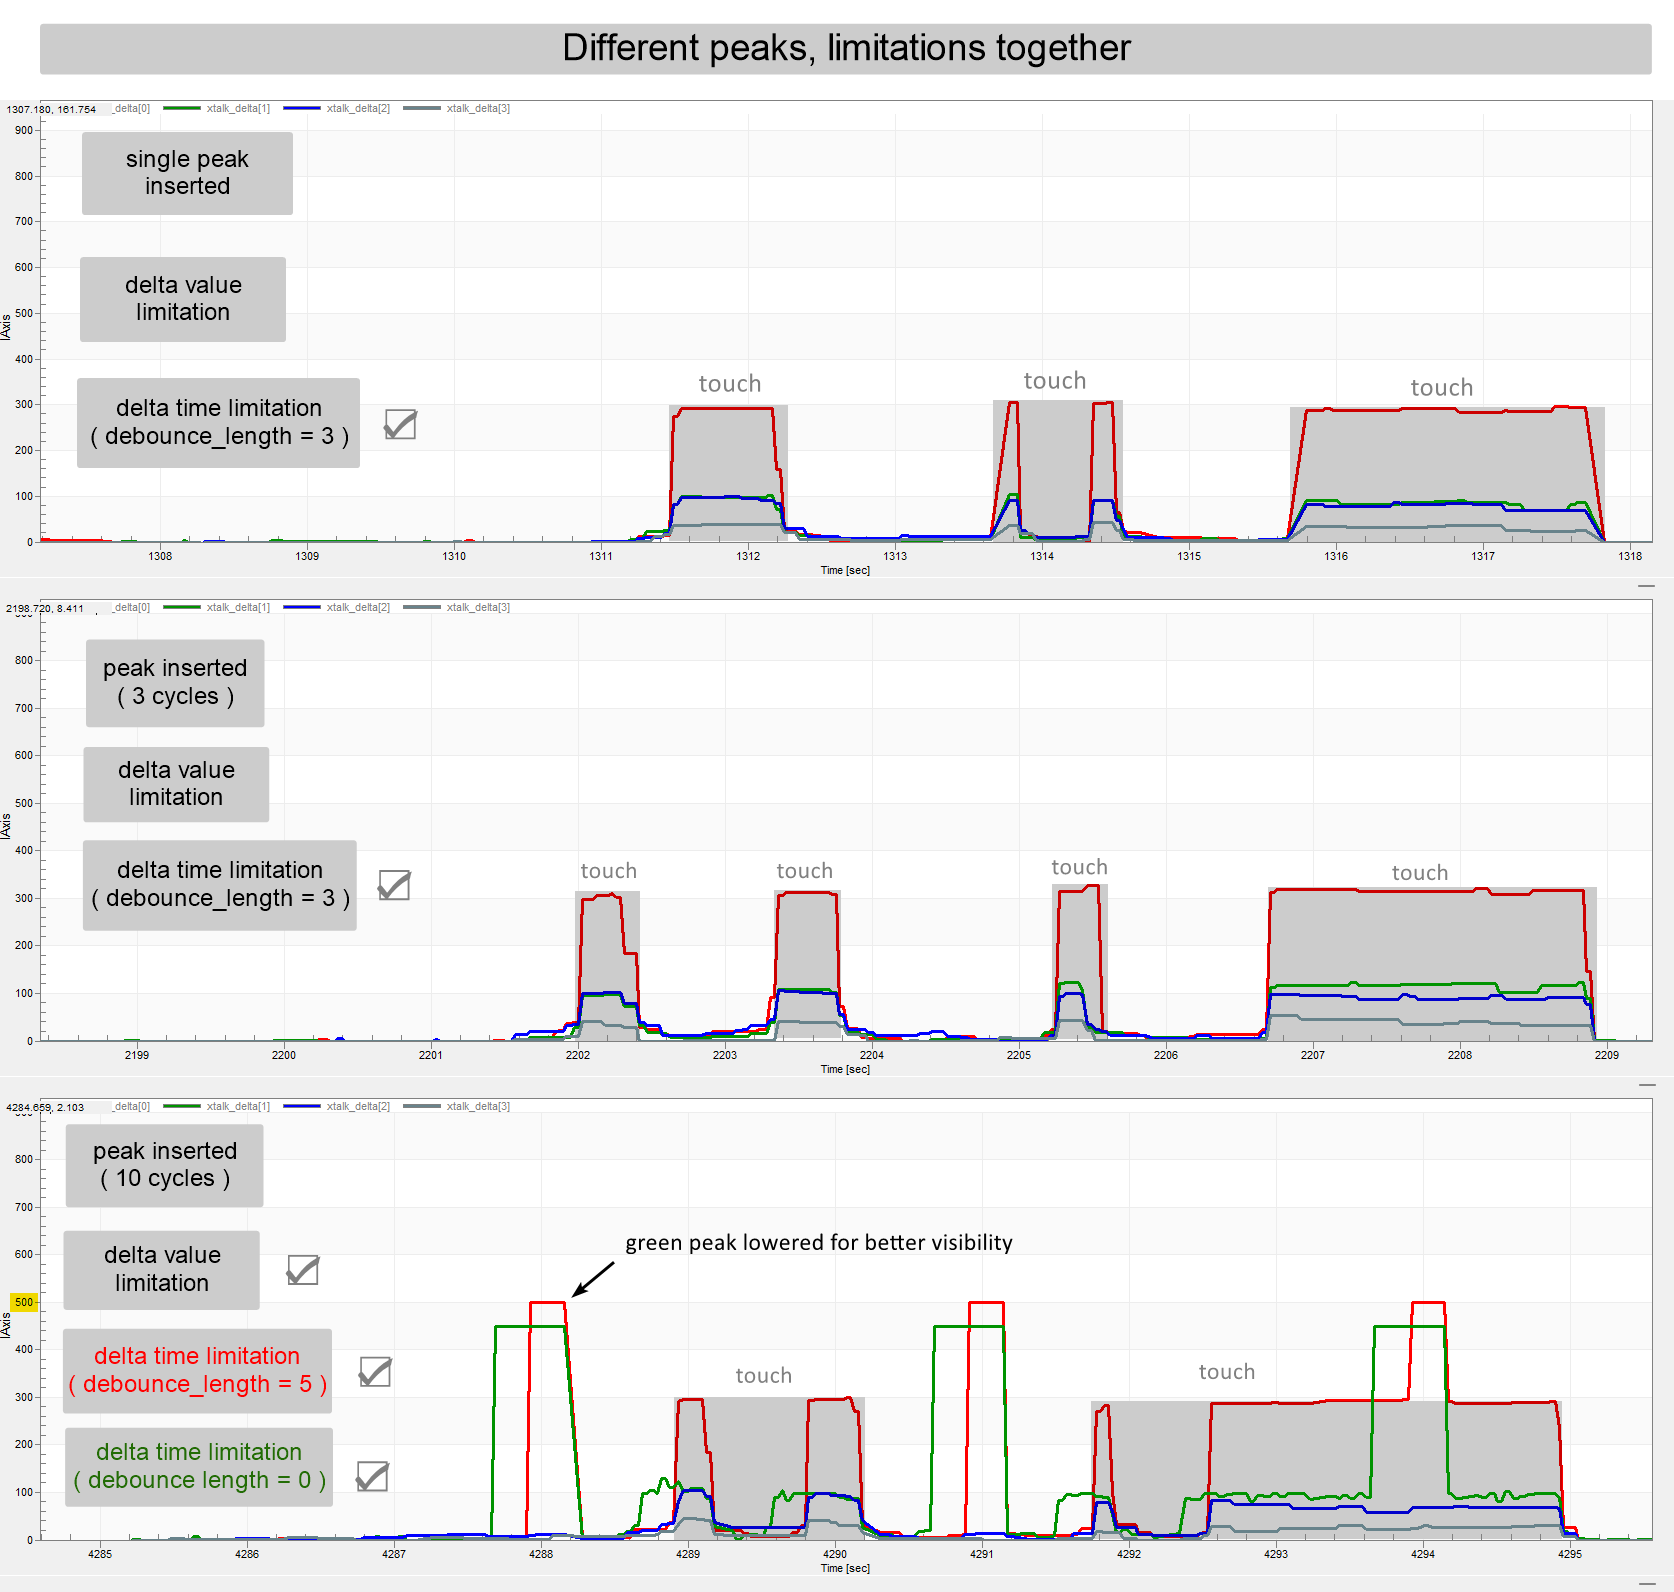 Different peaks, limitations together
1307.180, 161.754 _delta[0] xtalk_delta[1] xtalk_delta[2] xtalk_delta[3]
900
single peak
inserted
800
700
600
delta value
limitation
500
400
touch touch touch
300
delta time limitation
( debounce_length = 3 )
200
100
0
1308 1309 1310 1311 1312 1313 1314 1315 1316 1317 1318
Time [sec]
2198.720, 8.411 _delta[0] xtalk_delta[1] xtalk_delta[2] xtalk_delta[3]
peak inserted
( 3 cycles )
800
700
600
delta value
limitation
500
400
touch touch touch touch
delta time limitation
( debounce_length = 3 )
300
200
100
0
2199 2200 2201 2202 2203 2204 2205 2206 2207 2208 2209
Time [sec]
4284.659, 2.103 _delta[0] xtalk_delta[1] xtalk_delta[2] xtalk_delta[3]
peak inserted
( 10 cycles )
800
700
600
green peak lowered for better visibility
delta value
limitation
500
400
delta time limitation
( debounce_length = 5 )
touch touch
300
200
delta time limitation
( debounce length = 0 )
100
0
4285 4286 4287 4288 4289 4290 4291 4292 4293 4294 4295
Time [sec]